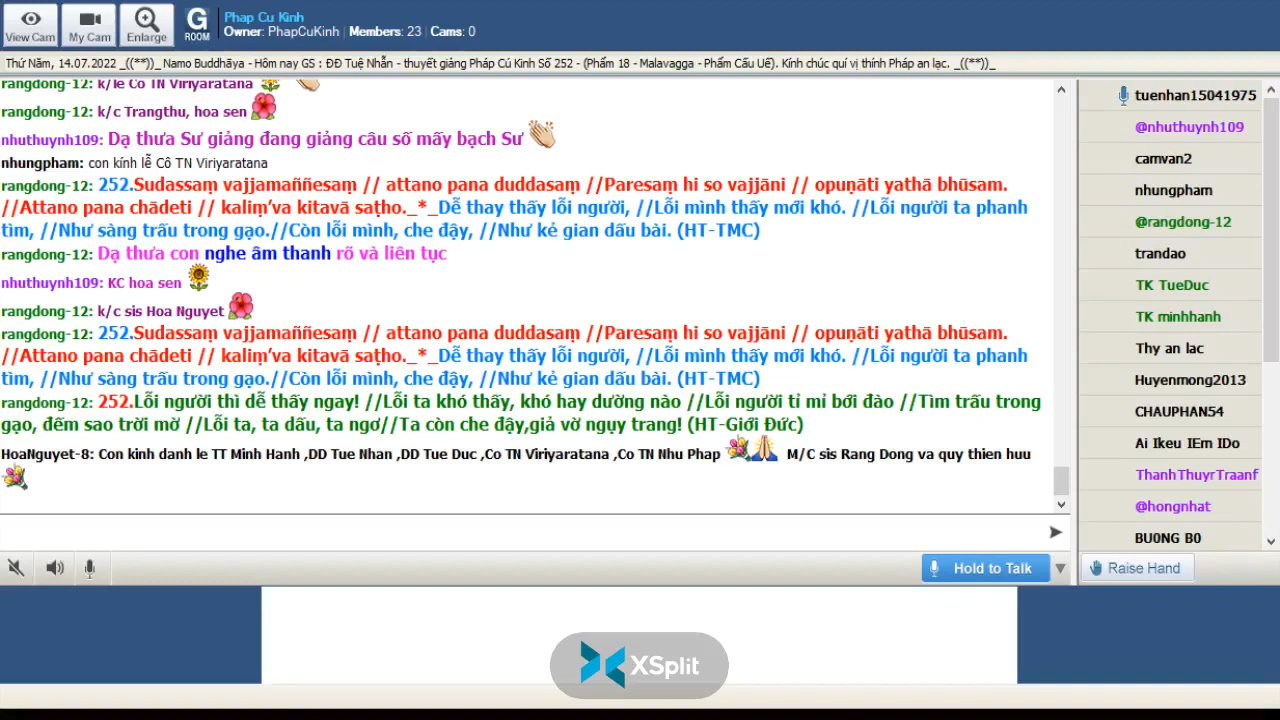 View Cam
My Cam
Enlarge
G
ROOM
Phap Cu Kinh
Owner: PhapCuKinh | Members: 23 | Cams: 0
Thứ Năm, 14.07.2022 _((**))_ Namo Buddhāya - Hôm nay GS : ĐĐ Tuệ Nhẫn - thuyết giảng Pháp Cú Kinh Số 252 - (Phẩm 18 - Malavagga - Phẩm Cấu Uế). Kính chúc quí vị thính Pháp an lạc. _((**))_
rangdong-12: k/lễ Cô TN Viriyaratana
rangdong-12: k/c Trangthu, hoa sen
nhuthuynh109: Dạ thưa Sư giảng đang giảng câu số mấy bạch Sư
nhungpham: con kính lễ Cô TN Viriyaratana
rangdong-12: 252.Sudassaṃ vajjamaññesaṃ // attano pana duddasaṃ //Paresaṃ hi so vajjāni // opuṇāti yathā bhūsam.
//Attano pana chādeti // kaliṃ’va kitavā saṭho._*_Dễ thay thấy lỗi người, //Lỗi mình thấy mới khó. //Lỗi người ta phanh
tìm, //Như sàng trấu trong gạo.//Còn lỗi mình, che đậy, //Như kẻ gian dấu bài. (HT-TMC)
rangdong-12: Dạ thưa con nghe âm thanh rõ và liên tục
nhuthuynh109: KC hoa sen
rangdong-12: k/c sis Hoa Nguyet
rangdong-12: 252.Sudassaṃ vajjamaññesaṃ // attano pana duddasaṃ //Paresaṃ hi so vajjāni // opuṇāti yathā bhūsam.
//Attano pana chādeti // kaliṃ’va kitavā saṭho._*_Dễ thay thấy lỗi người, //Lỗi mình thấy mới khó. //Lỗi người ta phanh
tìm, //Như sàng trấu trong gạo.//Còn lỗi mình, che đậy, //Như kẻ gian dấu bài. (HT-TMC)
rangdong-12: 252.Lỗi người thì dễ thấy ngay! //Lỗi ta khó thấy, khó hay dường nào //Lỗi người tỉ mỉ bới đào //Tìm trấu trong
gạo, đếm sao trời mờ //Lỗi ta, ta dấu, ta ngơ//Ta còn che đậy,giả vờ ngụy trang! (HT-Giới Đức)
HoaNguyet-8: Con kinh danh le TT Minh Hanh ,DD Tue Nhan ,DD Tue Duc ,Co TN Viriyaratana ,Co TN Nhu Phap M/C sis Rang Dong va quy thien huu
Hold to Talk
tuenhan15041975
@nhuthuynh109
camvan2
nhungpham
@rangdong-12
trandao
TK TueDuc
TK minhhanh
Thy an lac
Huyenmong2013
CHAUPHAN54
Ai lkeu IEm IDo
ThanhThuyrTraanf
@hongnhat
BU0NG B0
Raise Hand
XSplit